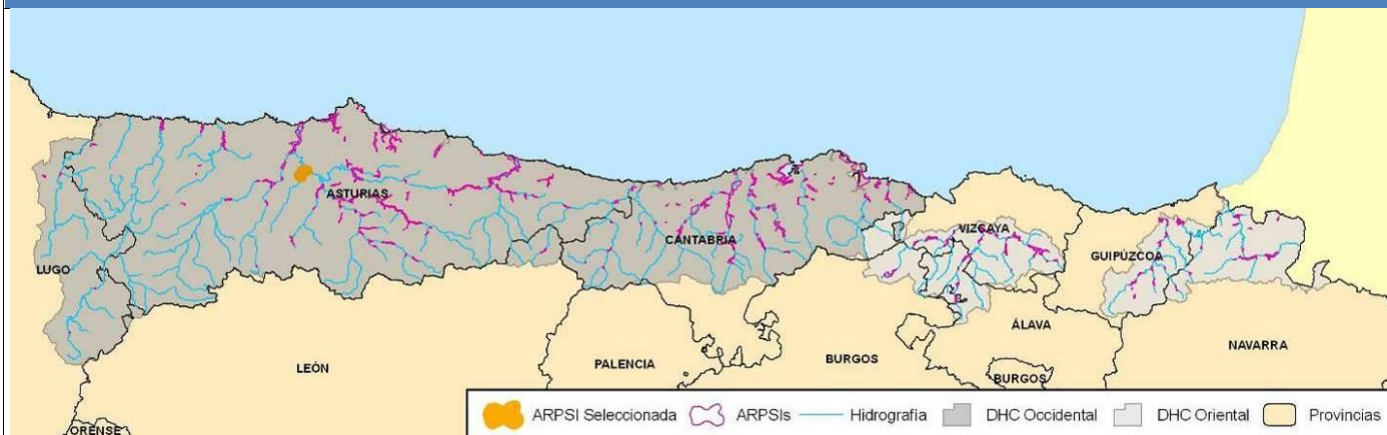 ASTURIAS
CANTABRIA
VIZCAYA
GUIPÚZCOA
LUGO
ÁLAVA
NAVARRA
LEÓN
PALENCIA
BURGOS
BURGOS
ORENSE
ARPSI Seleccionada ARPSIs Hidrografía DHC Occidental DHC Oriental Provincias